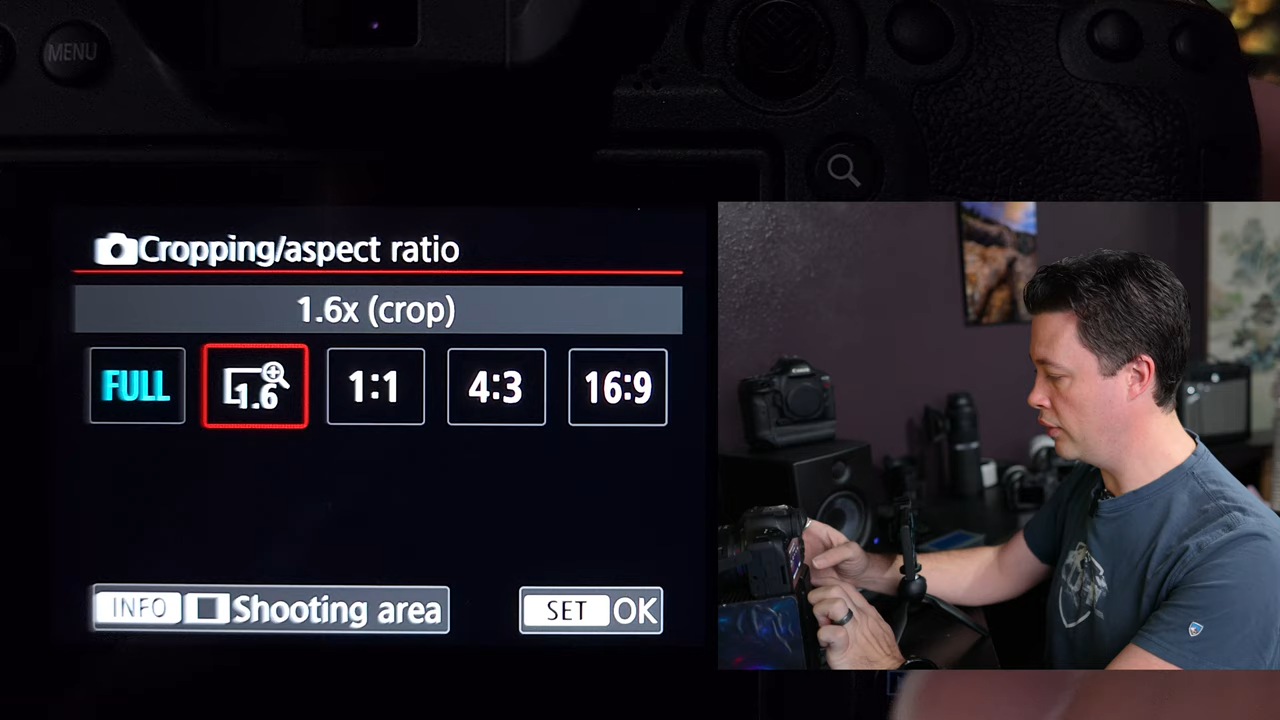 MENU
Cropping/aspect ratio
1.6x (crop)
FULL 1.6 1:1 4:3 16:9
INFO Shooting area SET OK